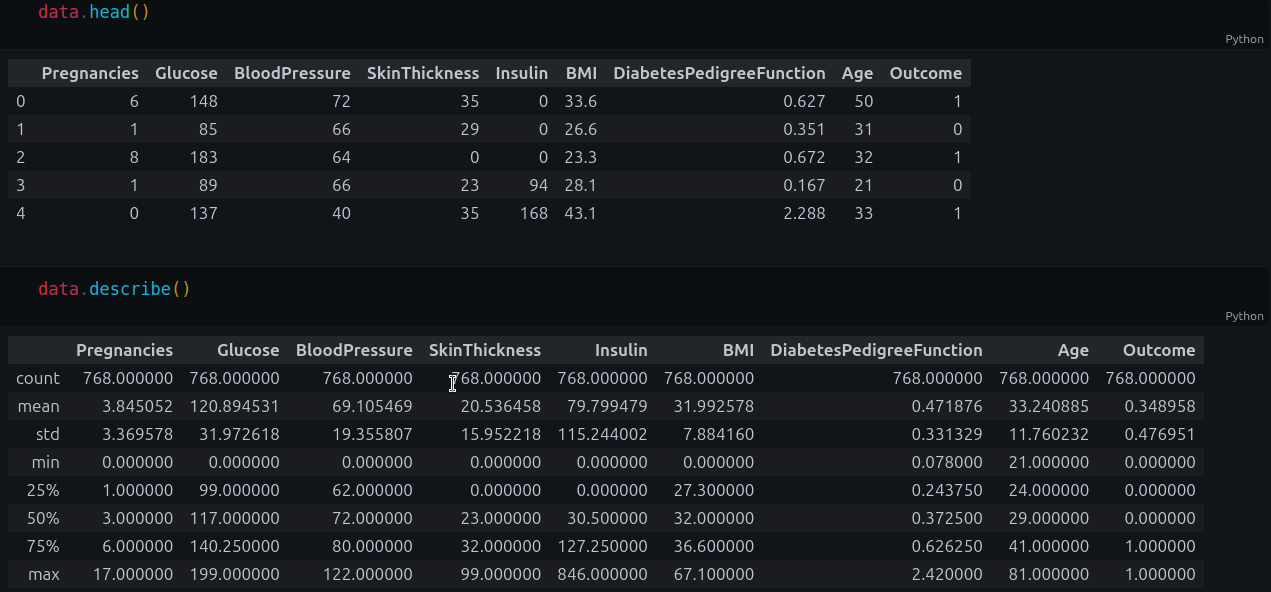 data.head()
Python
Pregnancies Glucose BloodPressure SkinThickness Insulin BMI DiabetesPedigreeFunction Age Outcome
0 6 148 72 35 0 33.6 0.627 50 1
1 1 85 66 29 0 26.6 0.351 31 0
2 8 183 64 0 0 23.3 0.672 32 1
3 1 89 66 23 94 28.1 0.167 21 0
4 0 137 40 35 168 43.1 2.288 33 1
data.describe()
Python
Pregnancies Glucose BloodPressure SkinThickness Insulin BMI DiabetesPedigreeFunction Age Outcome
count 768.000000 768.000000 768.000000 768.000000 768.000000 768.000000 768.000000 768.000000 768.000000
mean 3.845052 120.894531 69.105469 20.536458 79.799479 31.992578 0.471876 33.240885 0.348958
std 3.369578 31.972618 19.355807 15.952218 115.244002 7.884160 0.331329 11.760232 0.476951
min 0.000000 0.000000 0.000000 0.000000 0.000000 0.000000 0.078000 21.000000 0.000000
25% 1.000000 99.000000 62.000000 0.000000 0.000000 27.300000 0.243750 24.000000 0.000000
50% 3.000000 117.000000 72.000000 23.000000 30.500000 32.000000 0.372500 29.000000 0.000000
75% 6.000000 140.250000 80.000000 32.000000 127.250000 36.600000 0.626250 41.000000 1.000000
max 17.000000 199.000000 122.000000 99.000000 846.000000 67.100000 2.420000 81.000000 1.000000